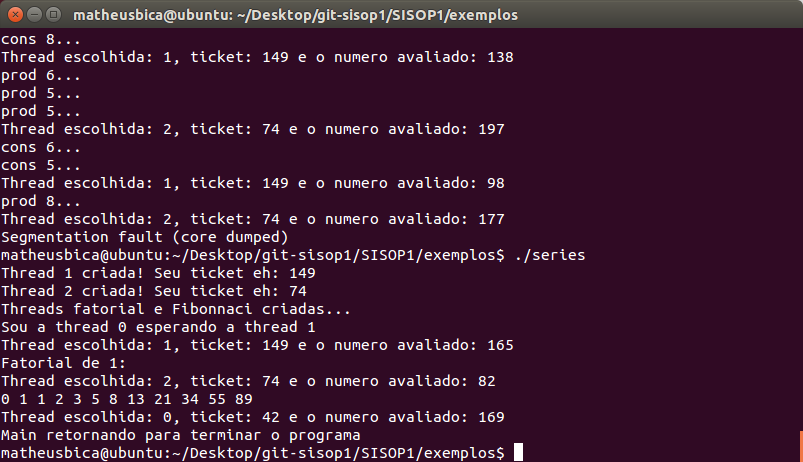 matheusbica@ubuntu: ~/Desktop/git-sisop1/SISOP1/exemplos
cons 8...
Thread escolhida: 1, ticket: 149 e o numero avaliado: 138
prod 6...
prod 5...
prod 5...
Thread escolhida: 2, ticket: 74 e o numero avaliado: 197
cons 6...
cons 5...
Thread escolhida: 1, ticket: 149 e o numero avaliado: 98
prod 8...
Thread escolhida: 2, ticket: 74 e o numero avaliado: 177
Segmentation fault (core dumped)
matheusbica@ubuntu:~/Desktop/git-sisop1/SISOP1/exemplos$ ./series
Thread 1 criada! Seu ticket eh: 149
Thread 2 criada! Seu ticket eh: 74
Threads fatorial e Fibonnaci criadas...
Sou a thread 0 esperando a thread 1
Thread escolhida: 1, ticket: 149 e o numero avaliado: 165
Fatorial de 1:
Thread escolhida: 2, ticket: 74 e o numero avaliado: 82
0 1 1 2 3 5 8 13 21 34 55 89
Thread escolhida: 0, ticket: 42 e o numero avaliado: 169
Main retornando para terminar o programa
matheusbica@ubuntu:~/Desktop/git-sisop1/SISOP1/exemplos$